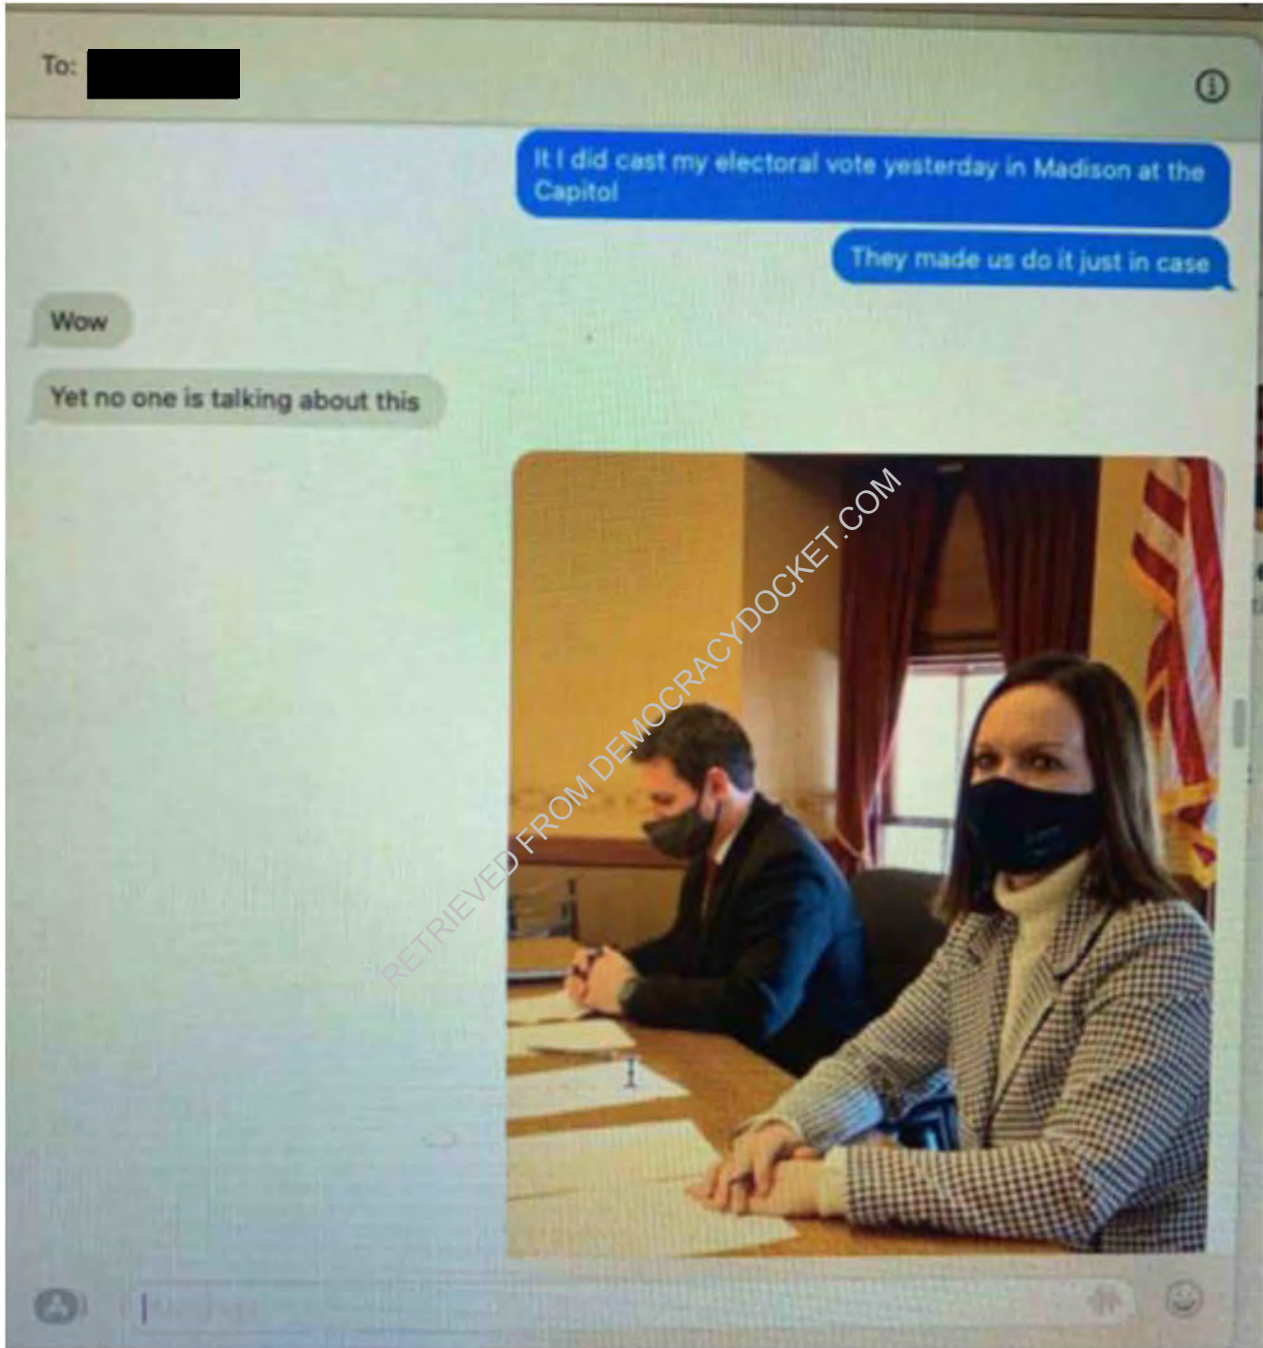 To:
It I did cast my electoral vote yesterday in Madison at the
Capitol
They made us do it just in case
Wow
Yet no one is talking about this
RETRIEVED FROM DEMOCRACYDOCKET.COM